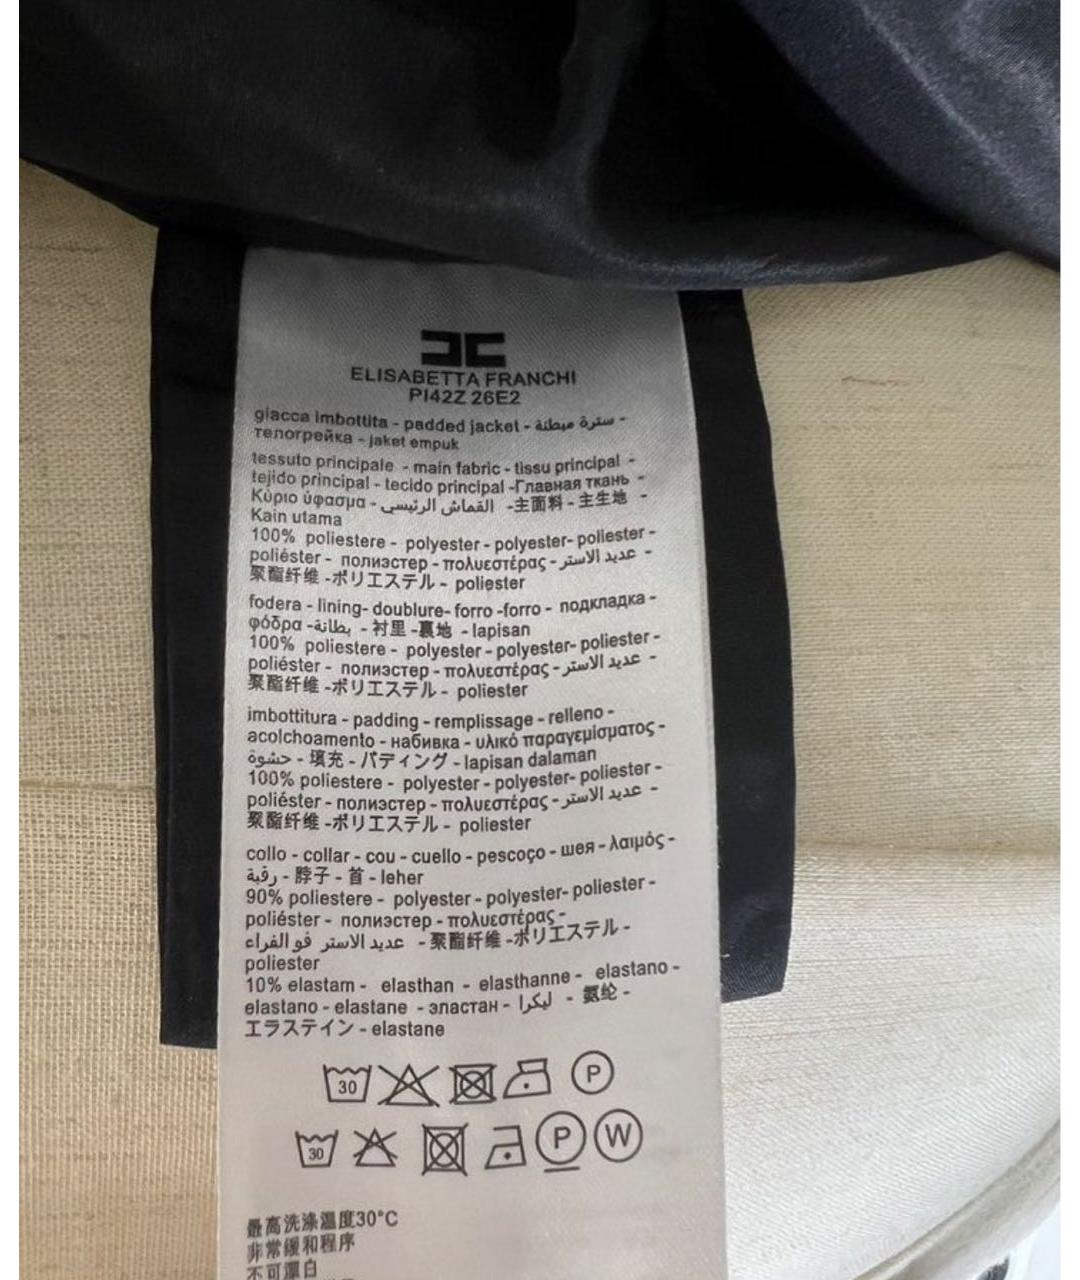 ELISABETTA FRANCHI
PI42Z 26E2
giacca imbottita - padded jacket - سترة مبطنة -
телогрейка - jaket empuk
tessuto principale - main fabric - tissu principal -
tejido principal - tecido principal -Главная ткань -
Κύριο ύφασμα - القماش الرئيسي -主面料 - 主生地 -
Kain utama
100% poliestere - polyester - polyester- poliester -
poliéster - полиэстер - πολυεστέρας - عديد الاستر -
聚酯纤维 -ポリエステル - poliester
fodera - lining- doublure- forro -forro - подкладка -
φόδρα - بطانة - 衬里 -裏地 - lapisan
100% poliestere - polyester - polyester- poliester -
poliéster - полиэстер - πολυεστέρας - عديد الاستر -
聚酯纤维 -ポリエステル - poliester
imbottitura - padding - remplissage - relleno -
acolchoamento - набивка - υλικό παραγεμίσματος -
حشوة - 填充 - パディング - lapisan dalaman
100% poliestere - polyester - polyester- poliester -
poliéster - полиэстер - πολυεστέρας - عديد الاستر -
聚酯纤维 -ポリエステル - poliester
collo - collar - cou - cuello - pescoço - шея - λαιμός -
رقبة - 脖子 - 首 - leher
90% poliestere - polyester - polyester- poliester -
poliéster - полиэстер - πολυεστέρας -
عديد الاستر فو الفراء - 聚酯纤维 -ポリエステル -
poliester
10% elastam - elasthan - elasthanne - elastano -
elastano - elastane - эластан - ليكرا - 氨纶 -
エラステイン - elastane
30 P
30 P W
最高洗涤温度30°C
非常缓和程序
不可漂白